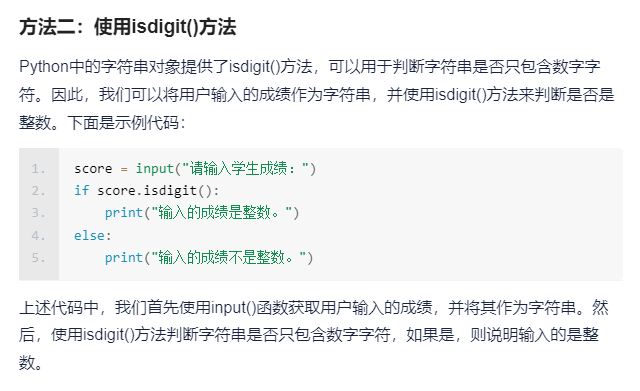 方法二：使用isdigit()方法
Python中的字符串对象提供了isdigit()方法，可以用于判断字符串是否只包含数字字
符。因此，我们可以将用户输入的成绩作为字符串，并使用isdigit()方法来判断是否是
整数。下面是示例代码：
1. score = input("请输入学生成绩：")
2. if score.isdigit():
3.     print("输入的成绩是整数。")
4. else:
5.     print("输入的成绩不是整数。")
上述代码中，我们首先使用input()函数获取用户输入的成绩，并将其作为字符串。然
后，使用isdigit()方法判断字符串是否只包含数字字符，如果是，则说明输入的是整
数。